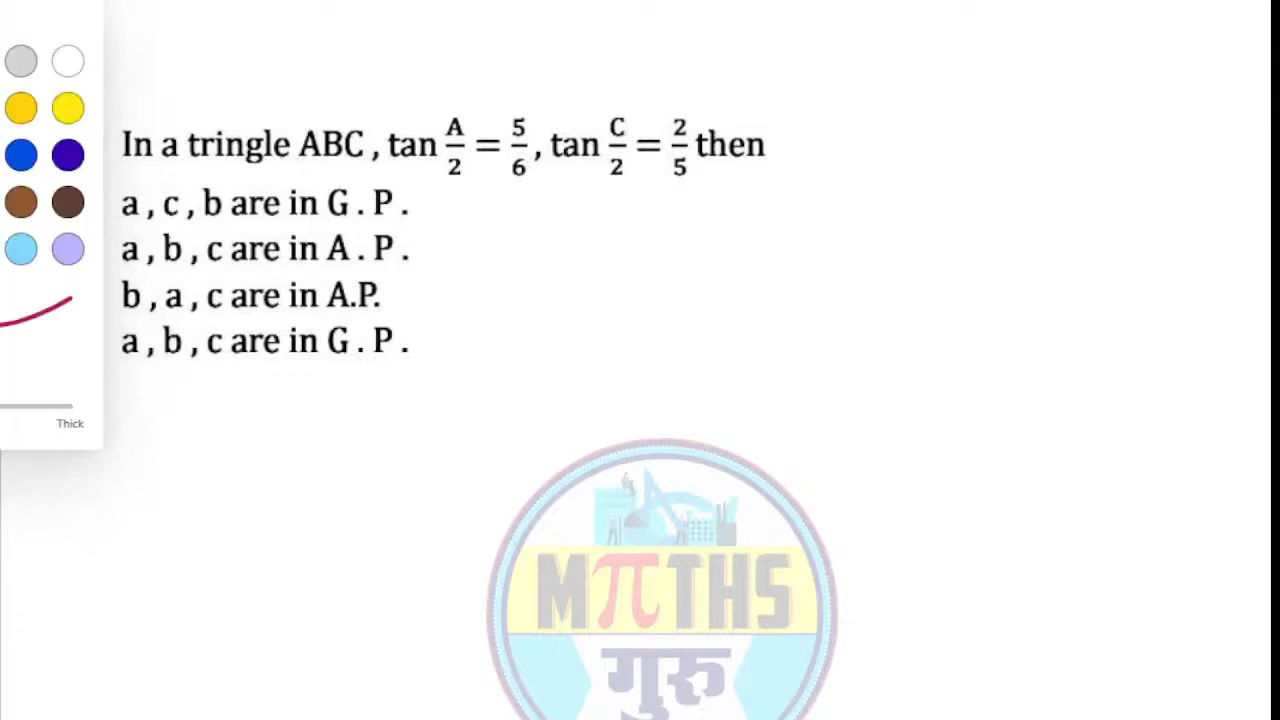 In a tringle ABC , tan A/2 = 5/6 , tan C/2 = 2/5 then
a , c , b are in G . P .
a , b , c are in A . P .
b , a , c are in A.P.
a , b , c are in G . P .
Thick
MπTHS
गुरु